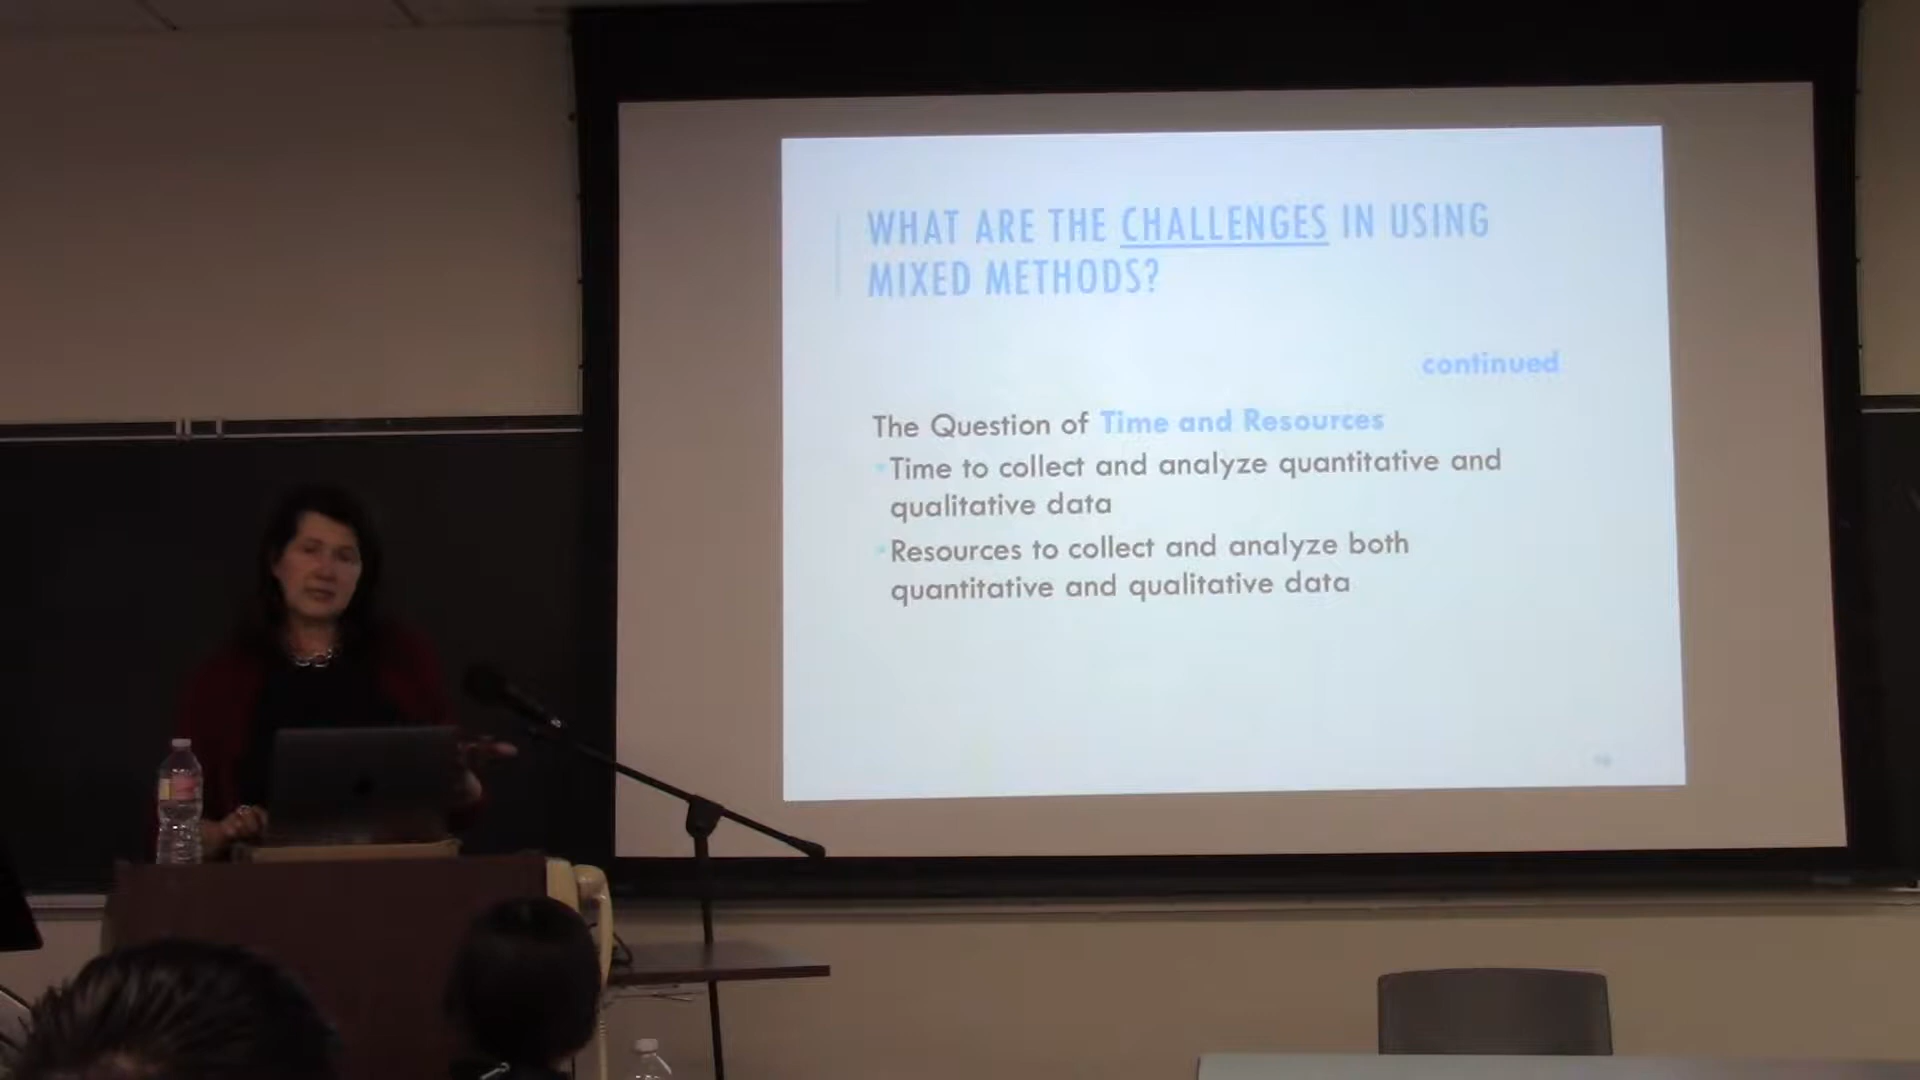 WHAT ARE THE CHALLENGES IN USING
MIXED METHODS?
continued
The Question of Time and Resources
Time to collect and analyze quantitative and
qualitative data
Resources to collect and analyze both
quantitative and qualitative data